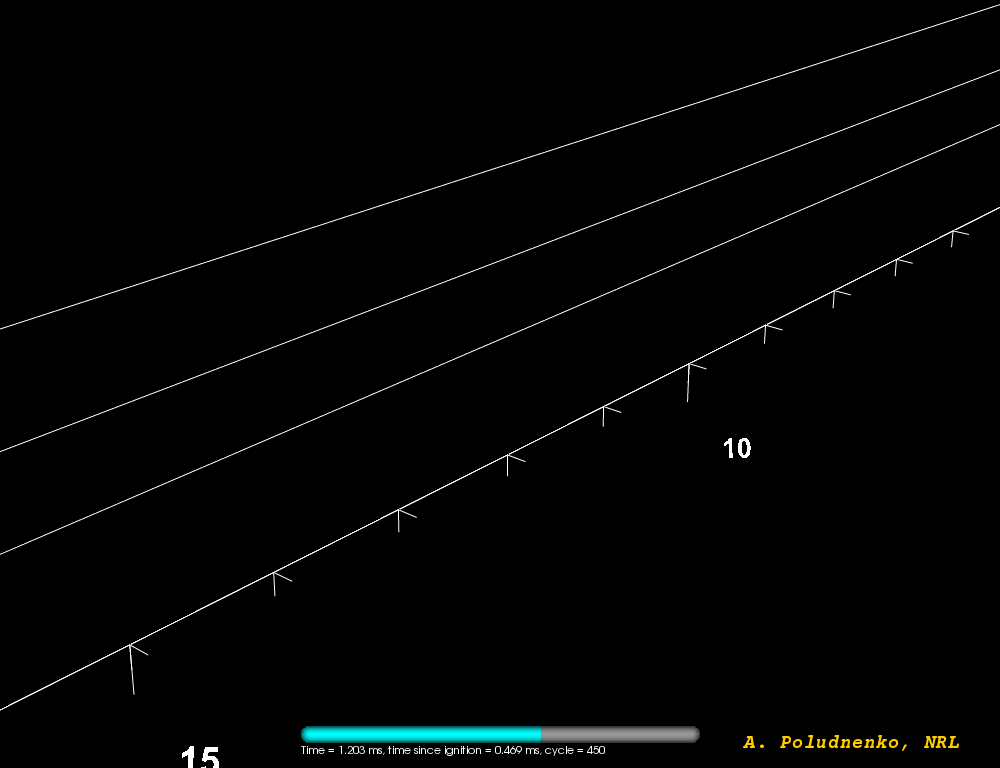 10
15
Time = 1.203 ms, time since ignition = 0.469 ms, cycle = 450
A. Poludnenko, NRL